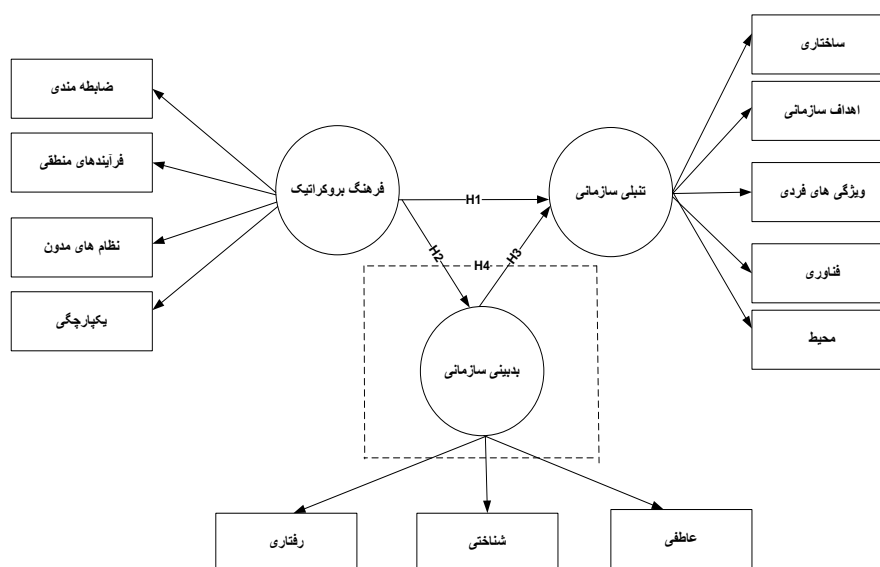 ساختاری
ضابطه مندی
اهداف سازمانی
فرآیندهای منطقی
فرهنگ بروکراتیک
تنبلی سازمانی
ویژگی های فردی
H1
نظام های مدون
H2
H3
H4
فناوری
یکپارچگی
محیط
بدبینی سازمانی
عاطفی
شناختی
رفتاری